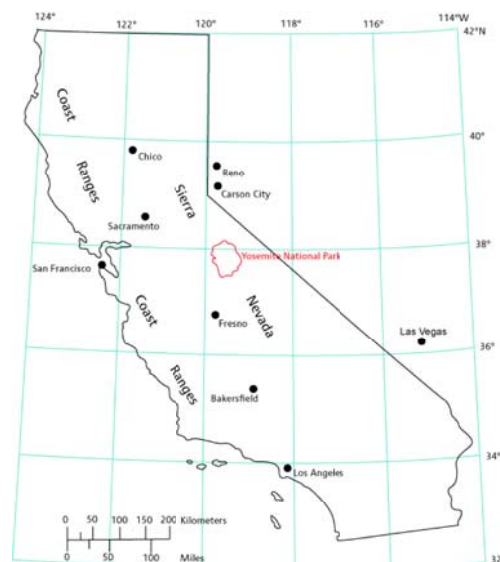 124° 122° 120° 118° 116° 114°W
42°N
Coast
Ranges
40°
Chico
Reno
Carson City
Sierra
Sacramento
38°
San Francisco
Yosemite National Park
Coast
Nevada
Fresno
Las Vegas
36°
Ranges
Bakersfield
34°
Los Angeles
0 50 100 150 200 Kilometers
0 50 100
Miles
32